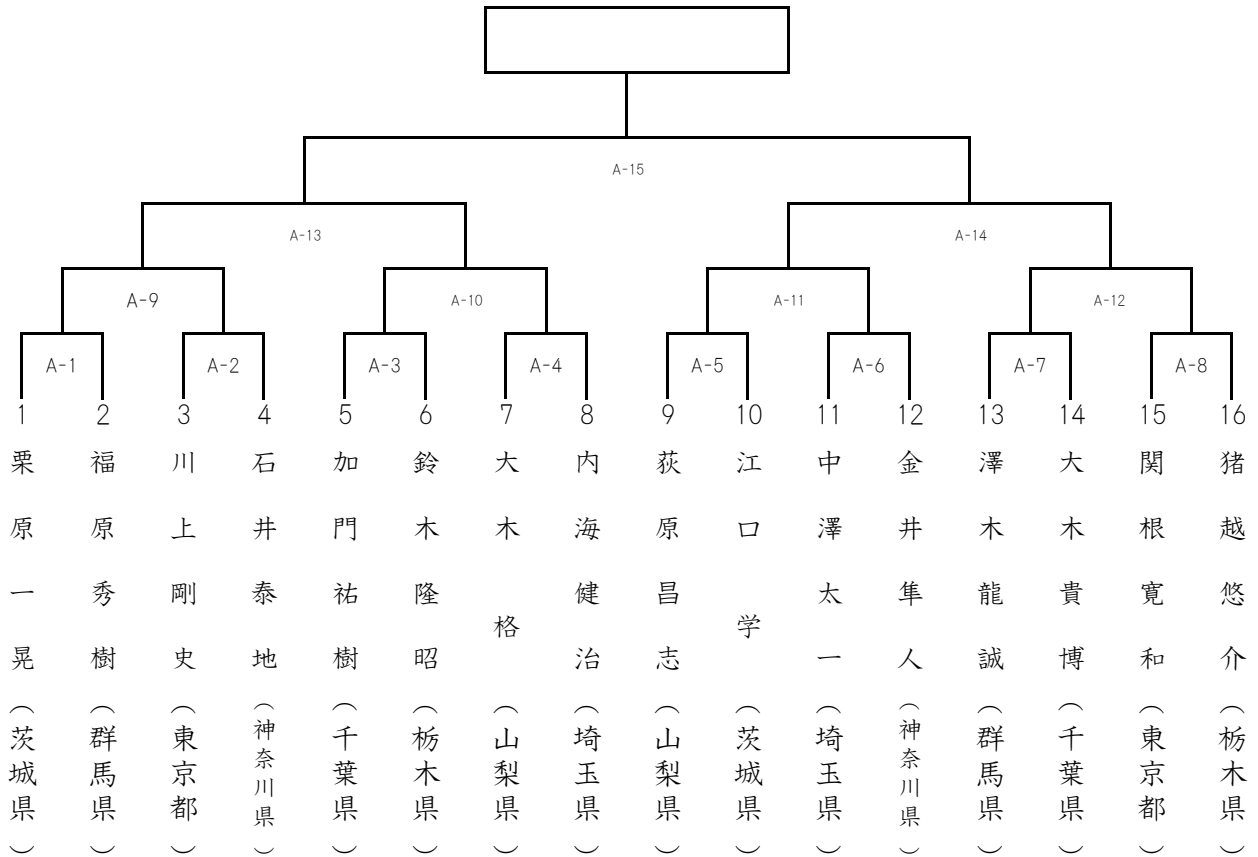 A-15
A-13
A-14
A-9
A-10
A-11
A-12
A-1
A-2
A-3
A-4
A-5
A-6
A-7
A-8
1
栗原一晃（茨城県）
2
福原秀樹（群馬県）
3
川上剛史（東京都）
4
石井泰地（神奈川県）
5
加門祐樹（千葉県）
6
鈴木隆昭（栃木県）
7
大木格（山梨県）
8
内海健治（埼玉県）
9
荻原昌志（山梨県）
10
江口学（茨城県）
11
中澤太一（埼玉県）
12
金井隼人（神奈川県）
13
澤木龍誠（群馬県）
14
大木貴博（千葉県）
15
関根寛和（東京都）
16
猪越悠介（栃木県）